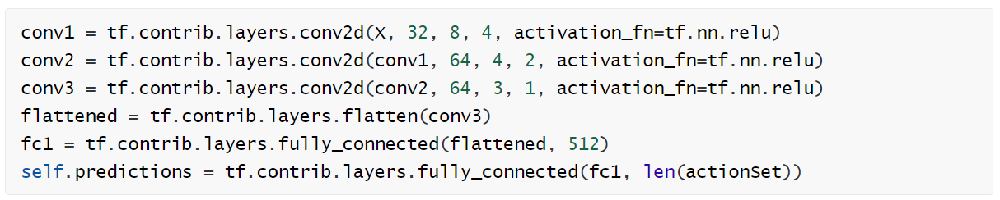 conv1 = tf.contrib.layers.conv2d(X, 32, 8, 4, activation_fn=tf.nn.relu)
conv2 = tf.contrib.layers.conv2d(conv1, 64, 4, 2, activation_fn=tf.nn.relu)
conv3 = tf.contrib.layers.conv2d(conv2, 64, 3, 1, activation_fn=tf.nn.relu)
flattened = tf.contrib.layers.flatten(conv3)
fc1 = tf.contrib.layers.fully_connected(flattened, 512)
self.predictions = tf.contrib.layers.fully_connected(fc1, len(actionSet))